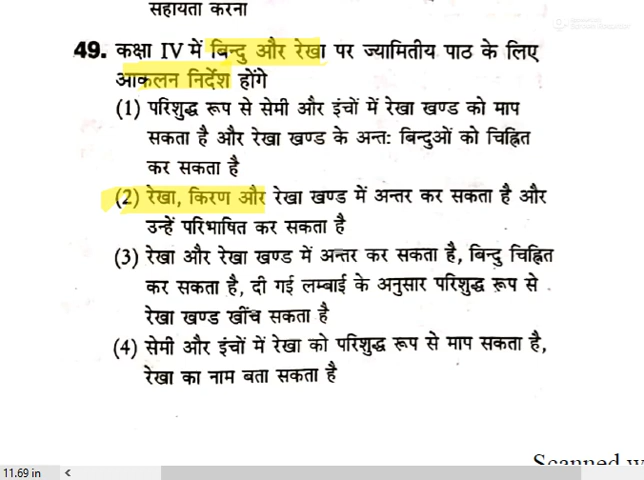 सहायता करना
49. कक्षा IV में बिन्दु और रेखा पर ज्यामितीय पाठ के लिए
आकलन निर्देश होंगे
(1) परिशुद्ध रूप से सेमी और इंचों में रेखा खण्ड को माप
सकता है और रेखा खण्ड के अन्त: बिन्दुओं को चिह्नित
कर सकता है
(2) रेखा, किरण और रेखा खण्ड में अन्तर कर सकता है और
उन्हें परिभाषित कर सकता है
(3) रेखा और रेखा खण्ड में अन्तर कर सकता है, बिन्दु चिह्नित
कर सकता है, दी गई लम्बाई के अनुसार परिशुद्ध रूप से
रेखा खण्ड खींच सकता है
(4) सेमी और इंचों में रेखा को परिशुद्ध रूप से माप सकता है,
रेखा का नाम बता सकता है
Scanned w
11.69 in